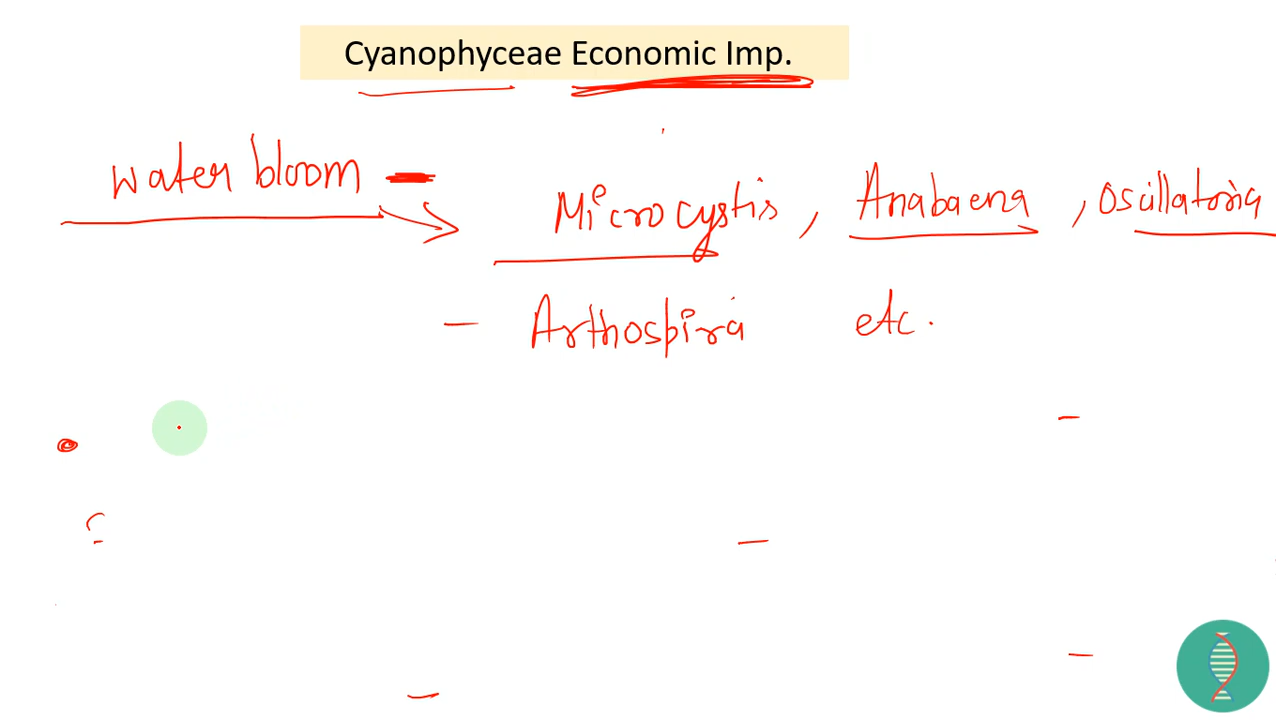 Cyanophyceae Economic Imp.
water bloom -
Microcystis, Anabaena, Oscillatoria
- Arthospira etc.